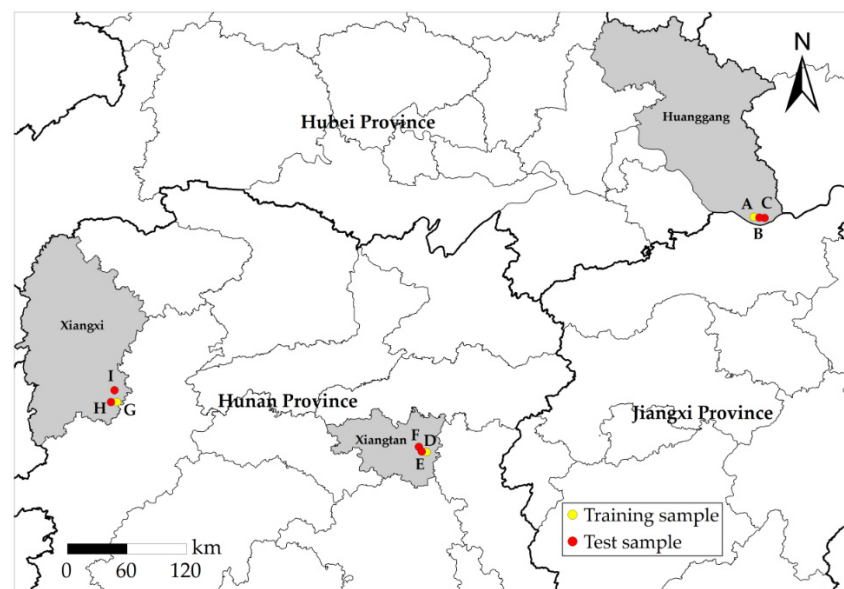 N
Hubei Province
Huanggang
A C
B
Xiangxi
I
H G
Hunan Province
Jiangxi Province
Xiangtan
F D
E
Training sample
Test sample
km
0 60 120